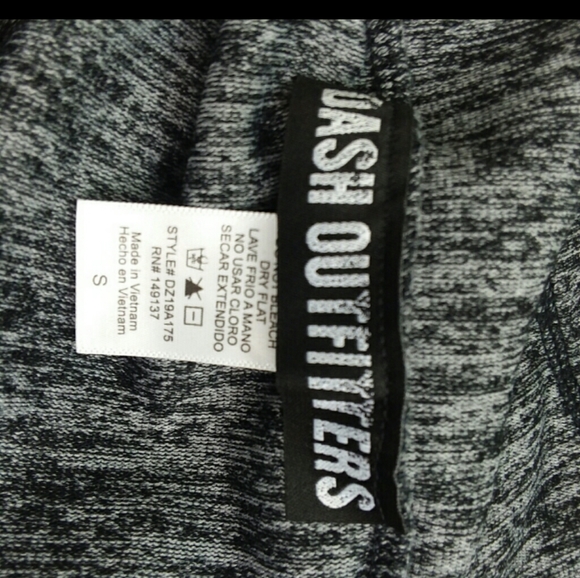 DASH OUTFITTERS
BLEACH
DRY FLAT
LAVE FRIO A MANO
NO USAR CLORO
SECAR EXTENDIDO
STYLE# DZ19A175
RN# 149137
Made in Vietnam
Hecho en Vietnam
S